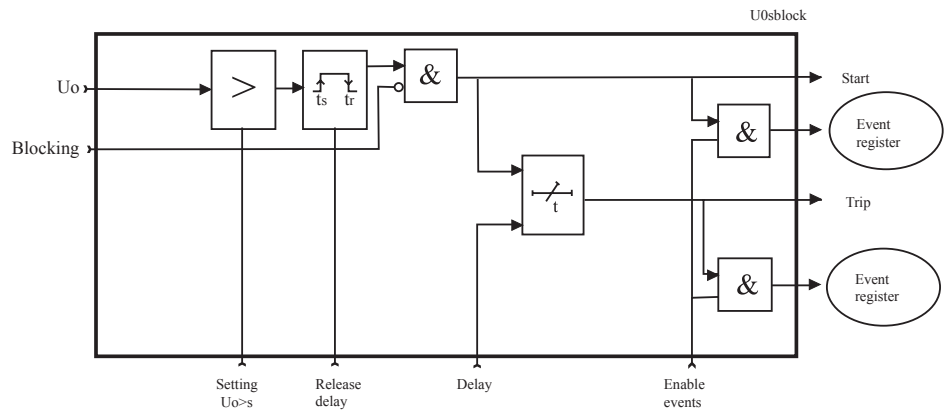 U0sblock
Uo
>
ts tr
&
Start
Blocking
&
Event
register
t
Trip
&
Event
register
Setting
Uo>s
Release
delay
Delay
Enable
events